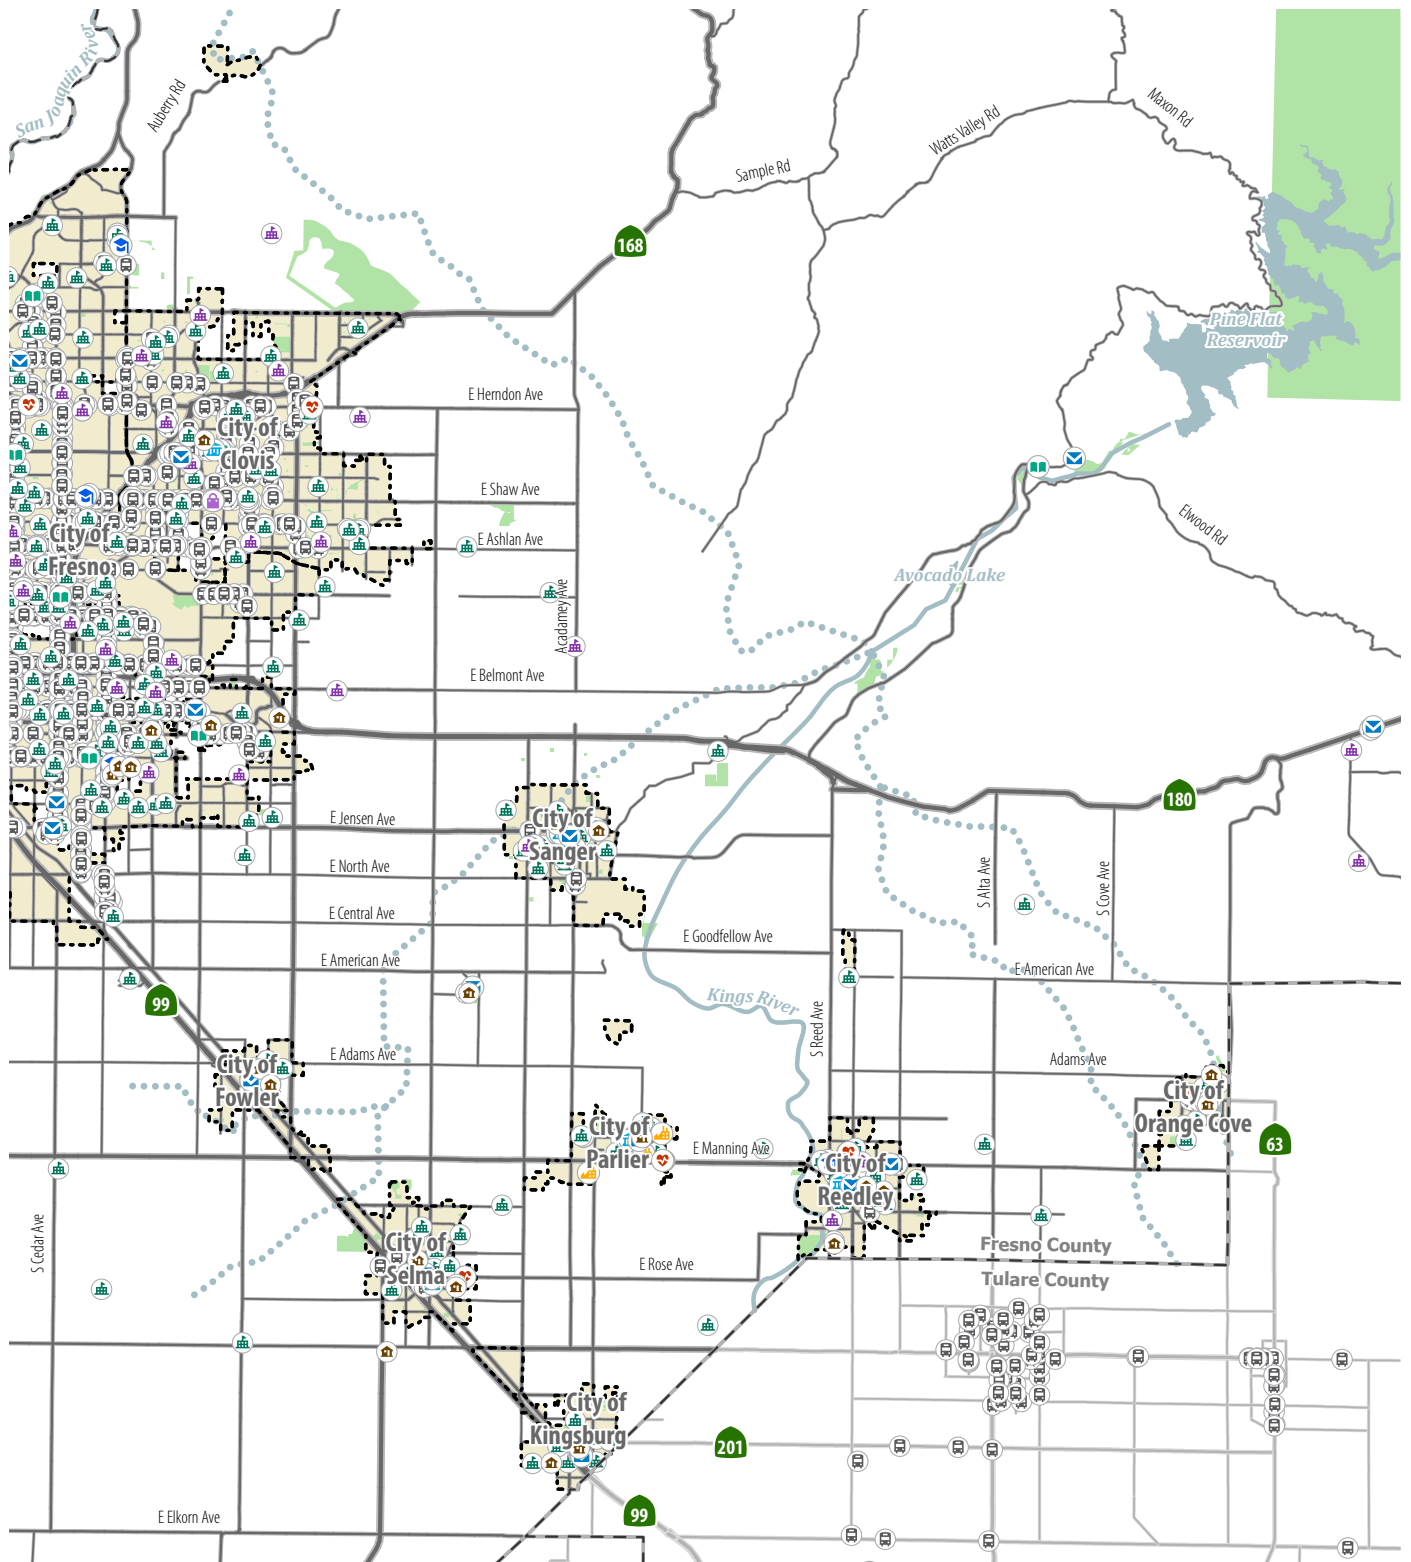 San Joaquin River
Auberry Rd
Maxon Rd
Watts Valley Rd
Sample Rd
168
Pine Flat
Reservoir
E Herndon Ave
City of
Clovis
E Shaw Ave
Elwood Rd
City of
Fresno
E Ashlan Ave
Avocado Lake
Acadamey Ave
E Belmont Ave
180
E Jensen Ave
City of
Sanger
E North Ave
S Alta Ave
S Cove Ave
E Central Ave
E Goodfellow Ave
E American Ave
E American Ave
99
Kings River
S Reed Ave
E Adams Ave
Adams Ave
City of
Fowler
City of
Orange Cove
City of
Parlier
E Manning Ave
63
City of
Reedley
S Cedar Ave
City of
Selma
Fresno County
E Rose Ave
Tulare County
City of
Kingsburg
201
99
E Elkorn Ave